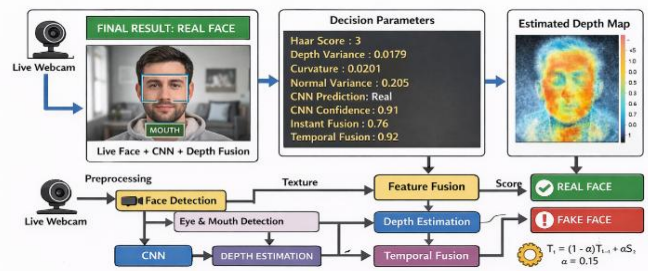 FINAL RESULT: REAL FACE
Live Webcam
MOUTH
Live Face + CNN + Depth Fusion
Decision Parameters
Haar Score : 3
Depth Variance : 0.0179
Curvature : 0.0201
Normal Variance : 0.205
CNN Prediction: Real
CNN Confidence : 0.91
Instant Fusion : 0.76
Temporal Fusion : 0.92
Estimated Depth Map
Preprocessing
Live Webcam
Face Detection
Texture
Feature Fusion
Score
REAL FACE
Eye & Mouth Detection
Depth Estimation
FAKE FACE
CNN
DEPTH ESTIMATION
Temporal Fusion
α = 0.15